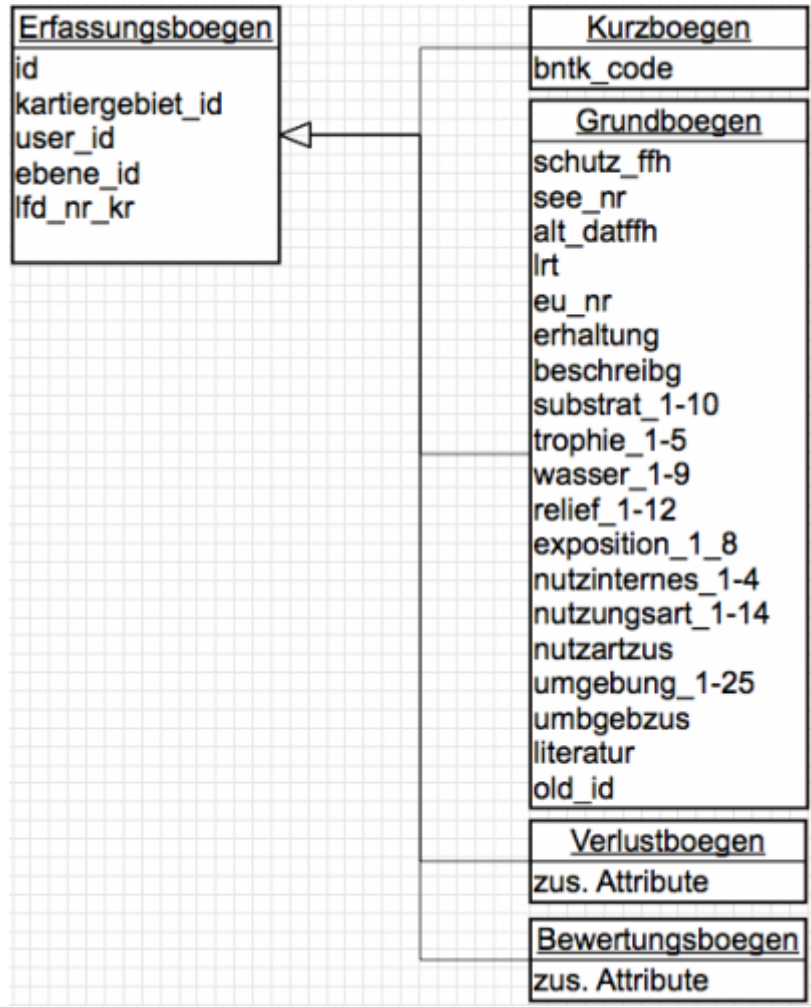 Erfassungsboegen
id
kartiergebiet_id
user_id
ebene_id
lfd_nr_kr
Kurzboegen
bntk_code
Grundboegen
schutz_ffh
see_nr
alt_datffh
lrt
eu_nr
erhaltung
beschreibg
substrat_1-10
trophie_1-5
wasser_1-9
relief_1-12
exposition_1_8
nutzinternes_1-4
nutzungsart_1-14
nutzartzus
umgebung_1-25
umbgebzus
literatur
old_id
Verlustboegen
zus. Attribute
Bewertungsboegen
zus. Attribute